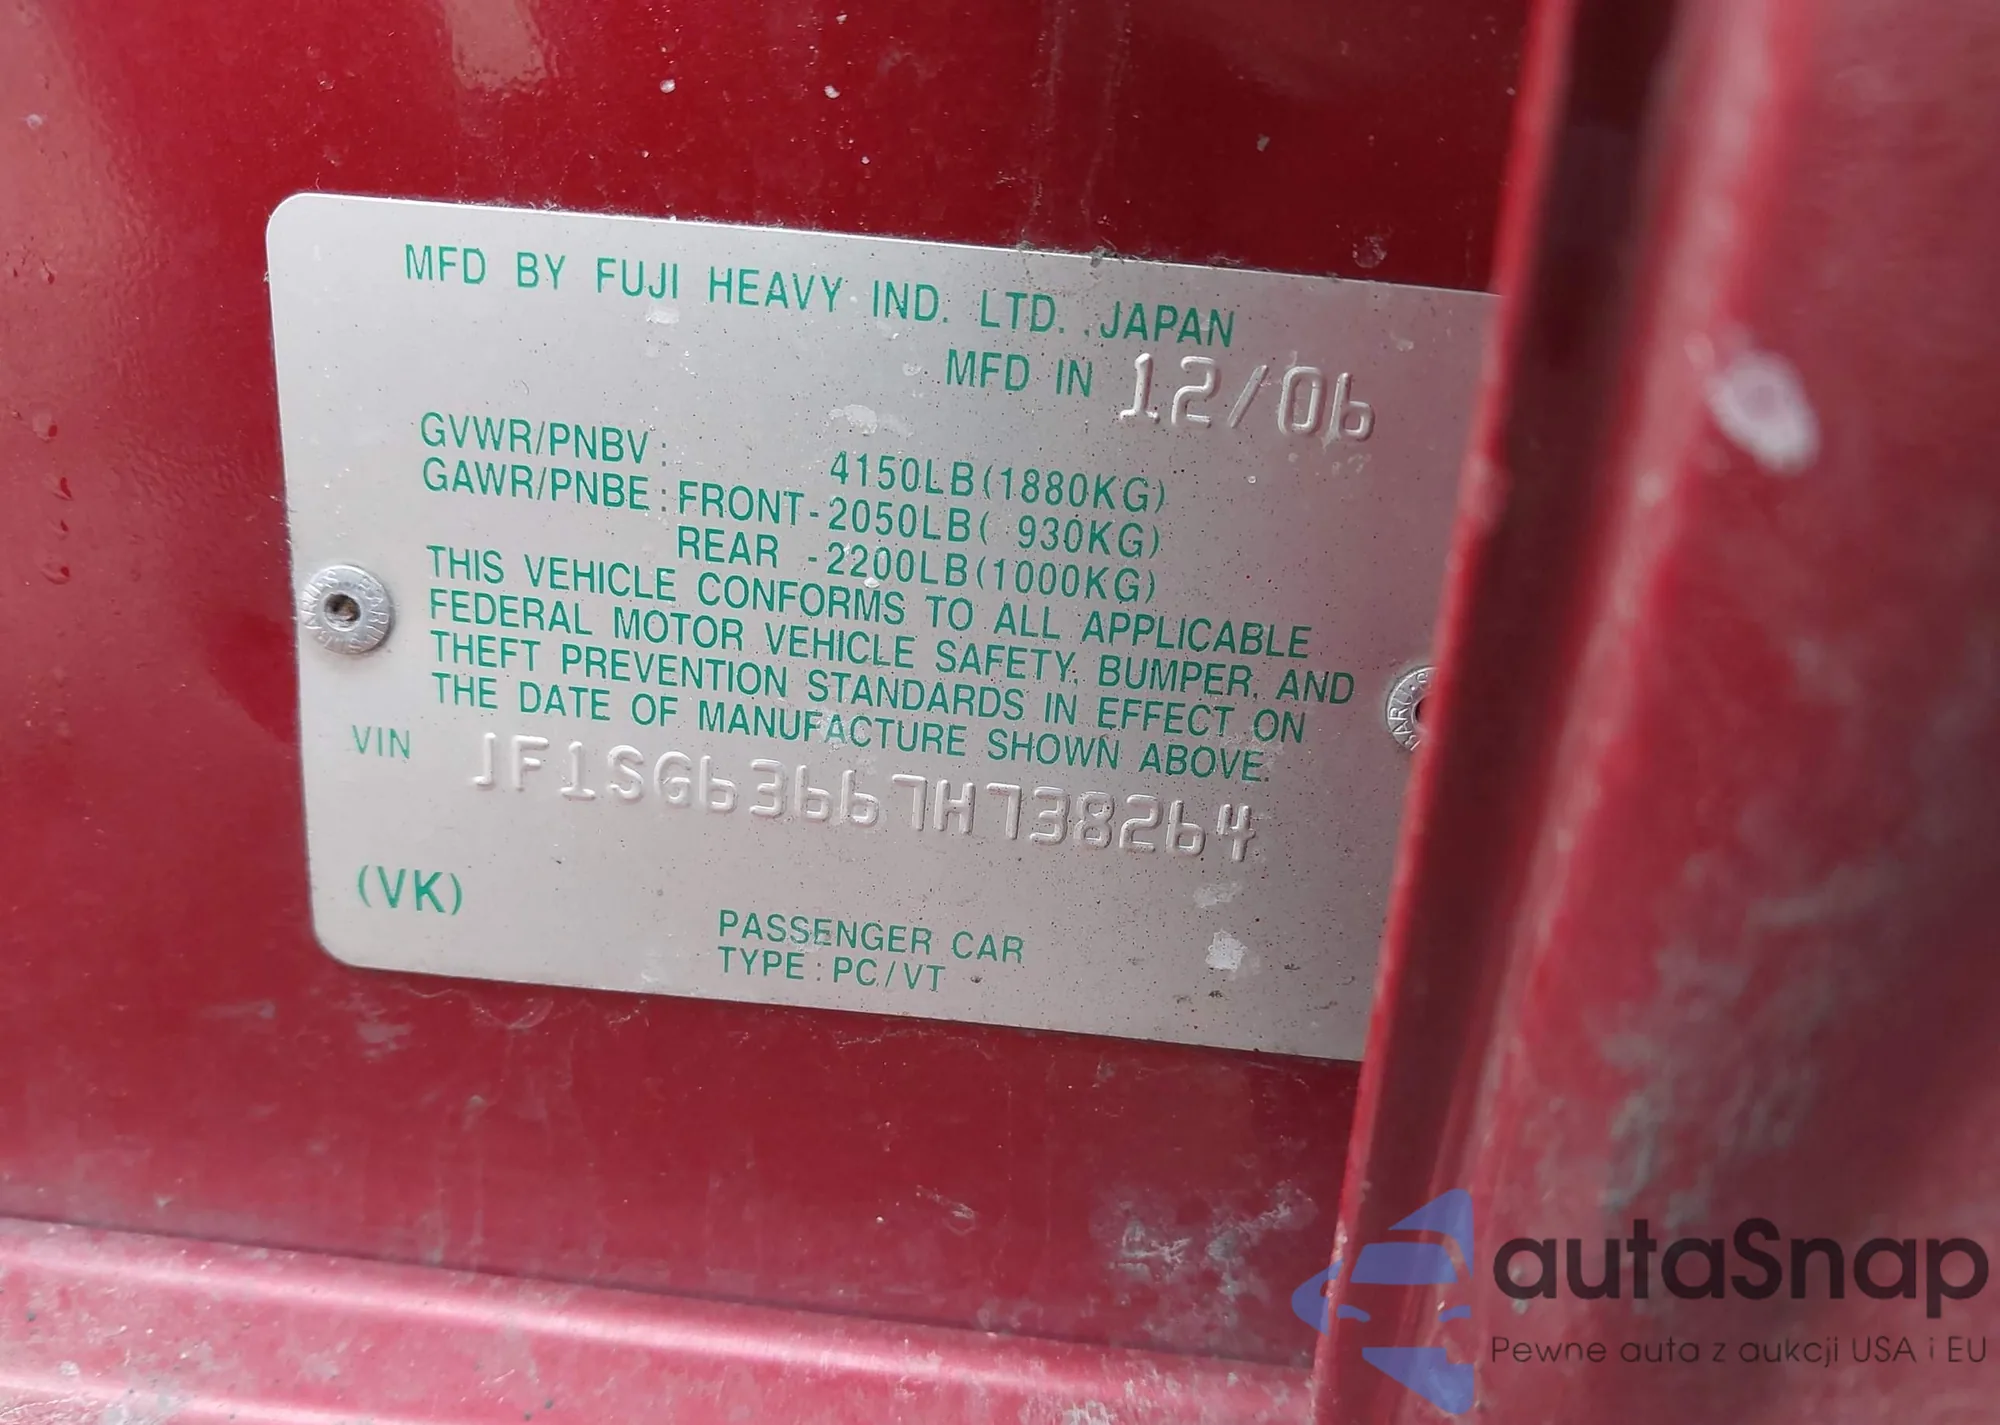 MFD BY FUJI HEAVY IND. LTD. JAPAN
MFD IN 12/06
GVWR/PNBV: 4150LB(1880KG)
GAWR/PNBE: FRONT-2050LB( 930KG)
REAR -2200LB(1000KG)
THIS VEHICLE CONFORMS TO ALL APPLICABLE
FEDERAL MOTOR VEHICLE SAFETY, BUMPER, AND
THEFT PREVENTION STANDARDS IN EFFECT ON
THE DATE OF MANUFACTURE SHOWN ABOVE.
VIN JF1SG63667H738264
(VK)
PASSENGER CAR
TYPE: PC/VT
autaSnap
Pewne auta z aukcji USA i EU